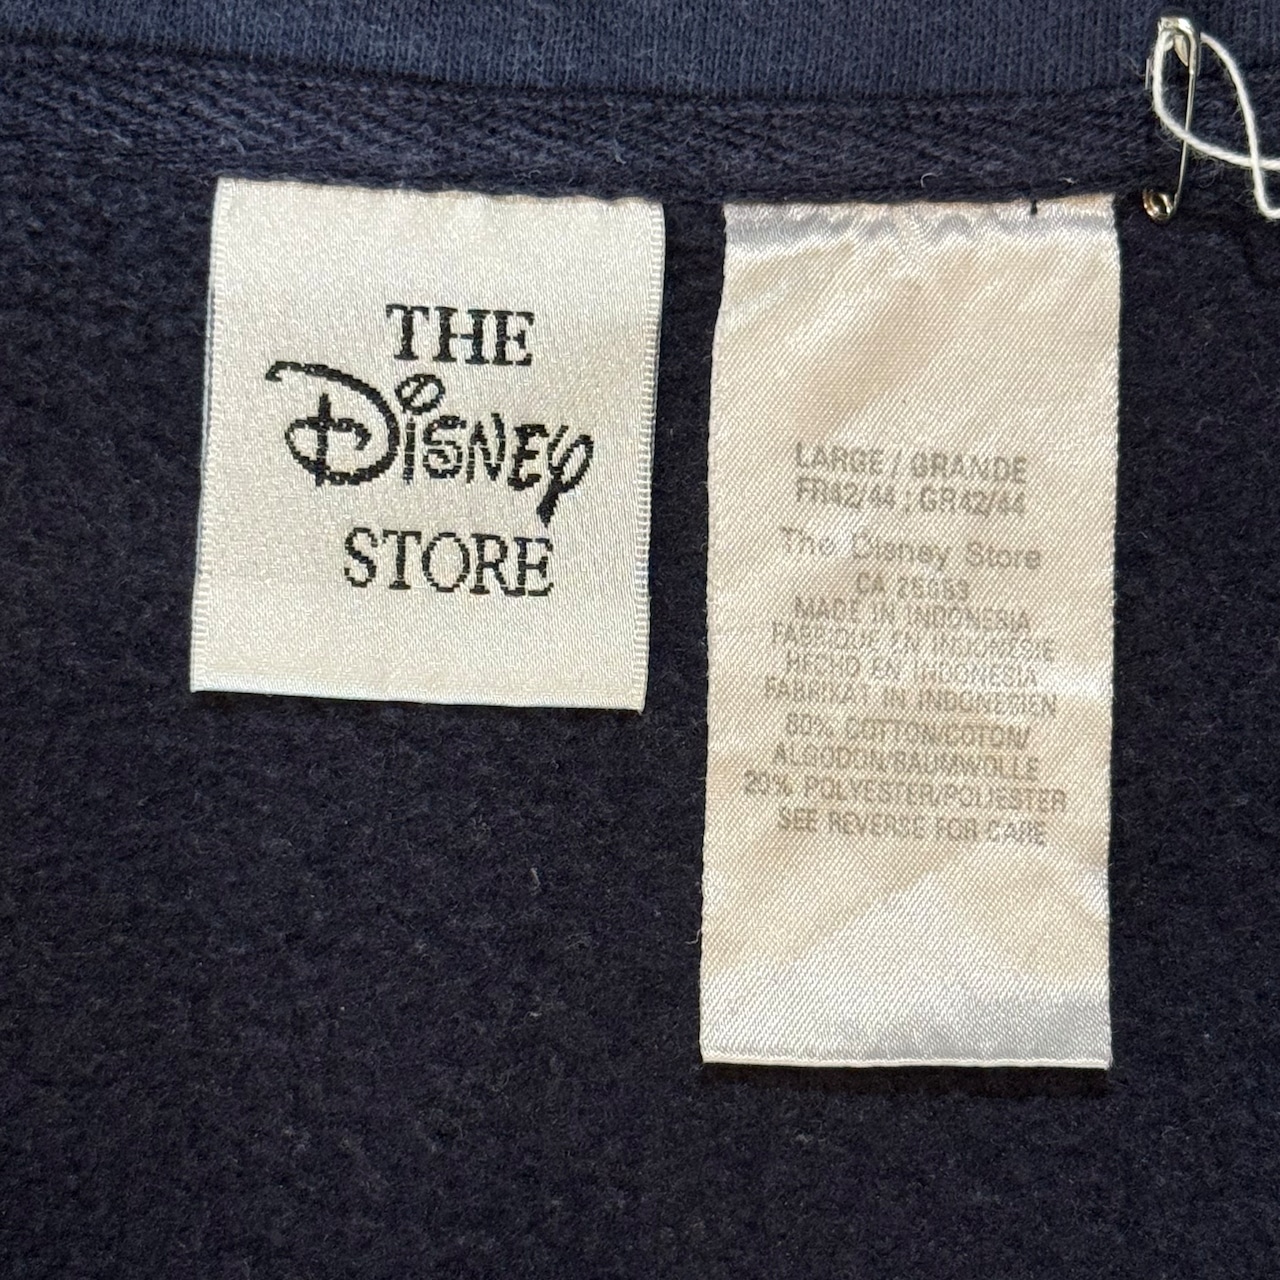 THE
Disney
STORE
LARGE/GRANDE
FR42/44 ; GR42/44
The Disney Store
CA
MADE IN INDONESIA
FABRIQUE EN INDONESIE
HECHO EN INDONESIA
FABRIKAT IN INDONESIEN
80% COTTON/COTON/
ALGODON/BAUMWOLLE
20% POLYESTER/POLIESTER
SEE REVERSE FOR CARE